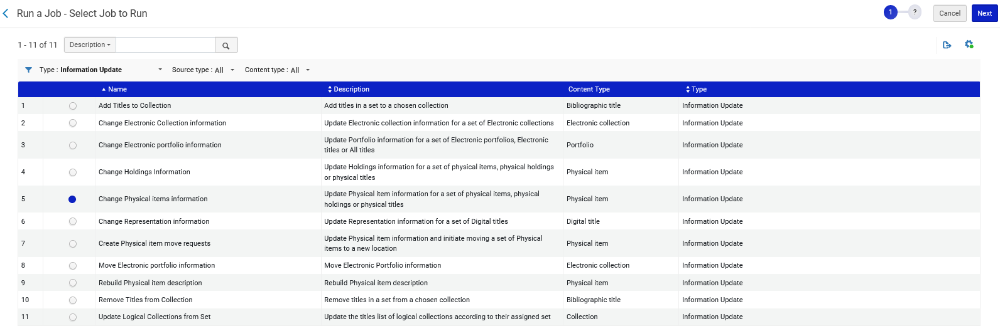 Run a Job - Select Job to Run
1
?
Cancel
Next
1 - 11 of 11
Description
Type : Information Update
Source type : All
Content type : All
Name Description Content Type Type
1 Add Titles to Collection Add titles in a set to a chosen collection Bibliographic title Information Update
2 Change Electronic Collection information Update Electronic collection information for a set of Electronic collections Electronic collection Information Update
3 Change Electronic portfolio information Update Portfolio information for a set of Electronic portfolios, Electronic
titles or All titles Portfolio Information Update
4 Change Holdings Information Update Holdings information for a set of physical items, physical holdings
or physical titles Physical item Information Update
5 Change Physical items information Update Physical item information for a set of physical items, physical
holdings or physical titles Physical item Information Update
6 Change Representation information Update Representation information for a set of Digital titles Digital title Information Update
7 Create Physical item move requests Update Physical item information and initiate moving a set of Physical
items to a new location Physical item Information Update
8 Move Electronic portfolio information Move Electronic Portfolio information Electronic collection Information Update
9 Rebuild Physical item description Rebuild Physical item description Physical item Information Update
10 Remove Titles from Collection Remove titles in a set from a chosen collection Bibliographic title Information Update
11 Update Logical Collections from Set Update the titles list of logical collections according to their assigned set Collection Information Update